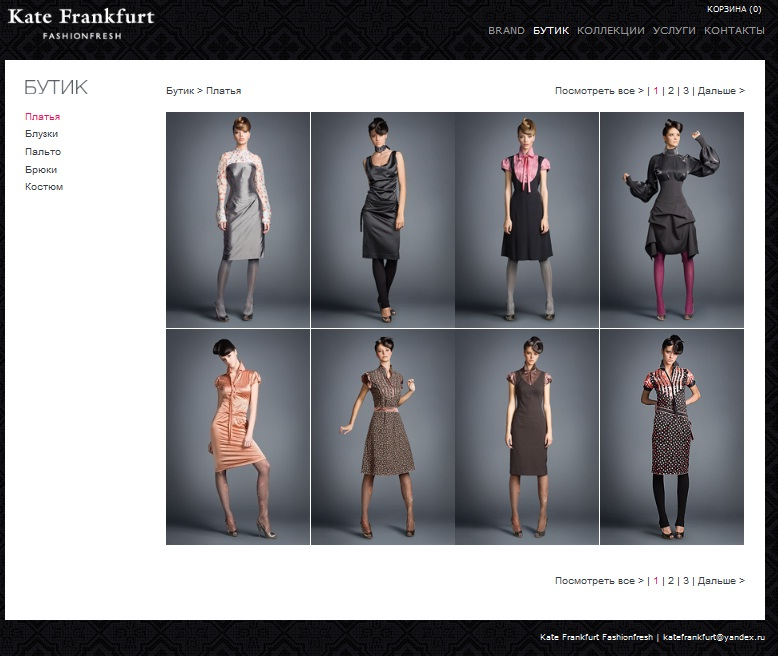 Kate Frankfurt
FASHIONFRESH
КОРЗИНА (0)
BRAND БУТИК КОЛЛЕКЦИИ УСЛУГИ КОНТАКТЫ
БУТИК
Платья
Блузки
Пальто
Брюки
Костюм
Бутик > Платья
Посмотреть все > | 1 | 2 | 3 | Дальше >
Посмотреть все > | 1 | 2 | 3 | Дальше >
Kate Frankfurt Fashionfresh | katefrankfurt@yandex.ru